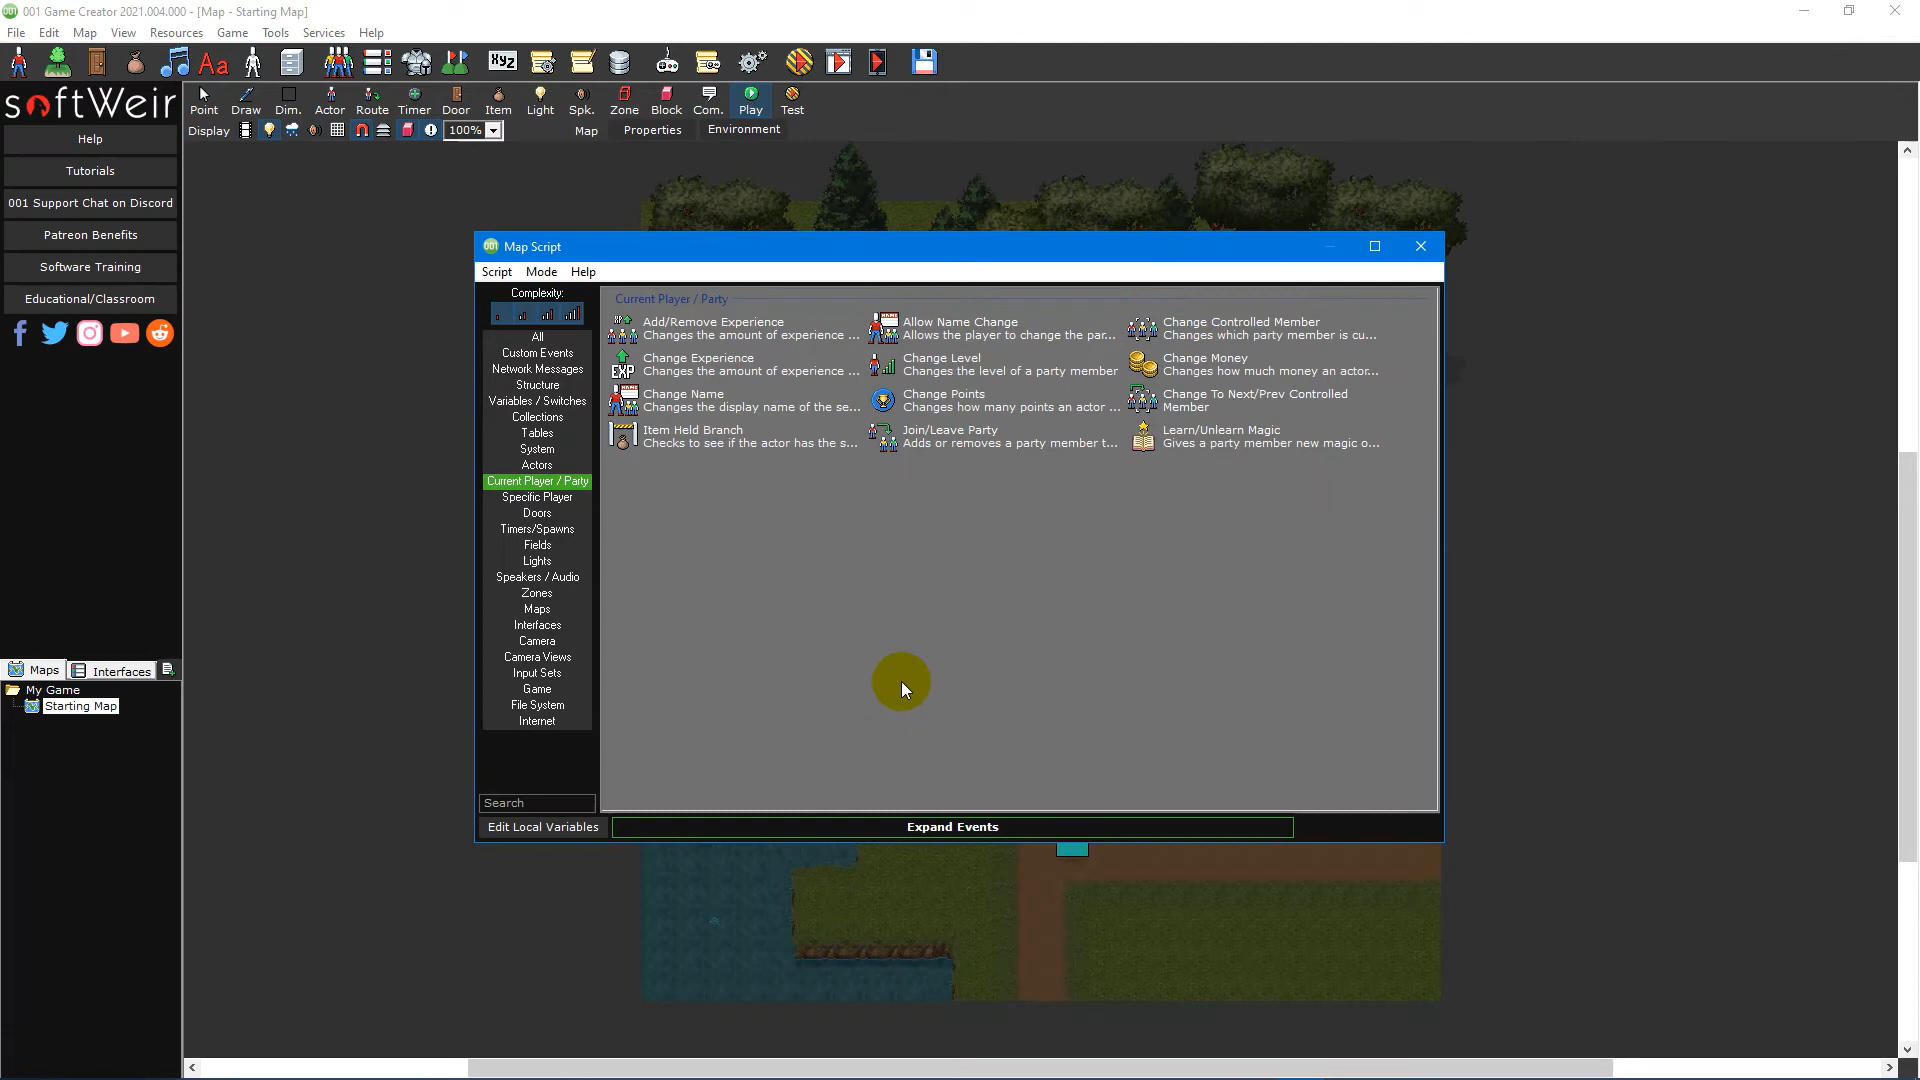 001 Game Creator 2021.004.000 - [Map - Starting Map]
File Edit Map View Resources Game Tools Services Help
Aa XYZ
softWeir
Point Draw Dim. Actor Route Timer Door Item Light Spk. Zone Block Com. Play Test
Display 100% Map Properties Environment
Help
Tutorials
001 Support Chat on Discord
Patreon Benefits
Software Training
Educational/Classroom
Maps Interfaces
My Game
Starting Map
001 Map Script
Script Mode Help
Complexity:
All
Custom Events
Network Messages
Structure
Variables / Switches
Collections
Tables
System
Actors
Current Player / Party
Specific Player
Doors
Timers/Spawns
Fields
Lights
Speakers / Audio
Zones
Maps
Interfaces
Camera
Camera Views
Input Sets
Game
File System
Internet
Search
Edit Local Variables
Current Player / Party
Add/Remove Experience
Changes the amount of experience ...
Allow Name Change
Allows the player to change the par...
Change Controlled Member
Changes which party member is cu...
EXP
Change Experience
Changes the amount of experience ...
Change Level
Changes the level of a party member
Change Money
Changes how much money an actor...
Change Name
Changes the display name of the se...
Change Points
Changes how many points an actor ...
Change To Next/Prev Controlled
Member
Item Held Branch
Checks to see if the actor has the s...
Join/Leave Party
Adds or removes a party member t...
Learn/Unlearn Magic
Gives a party member new magic o...
Expand Events